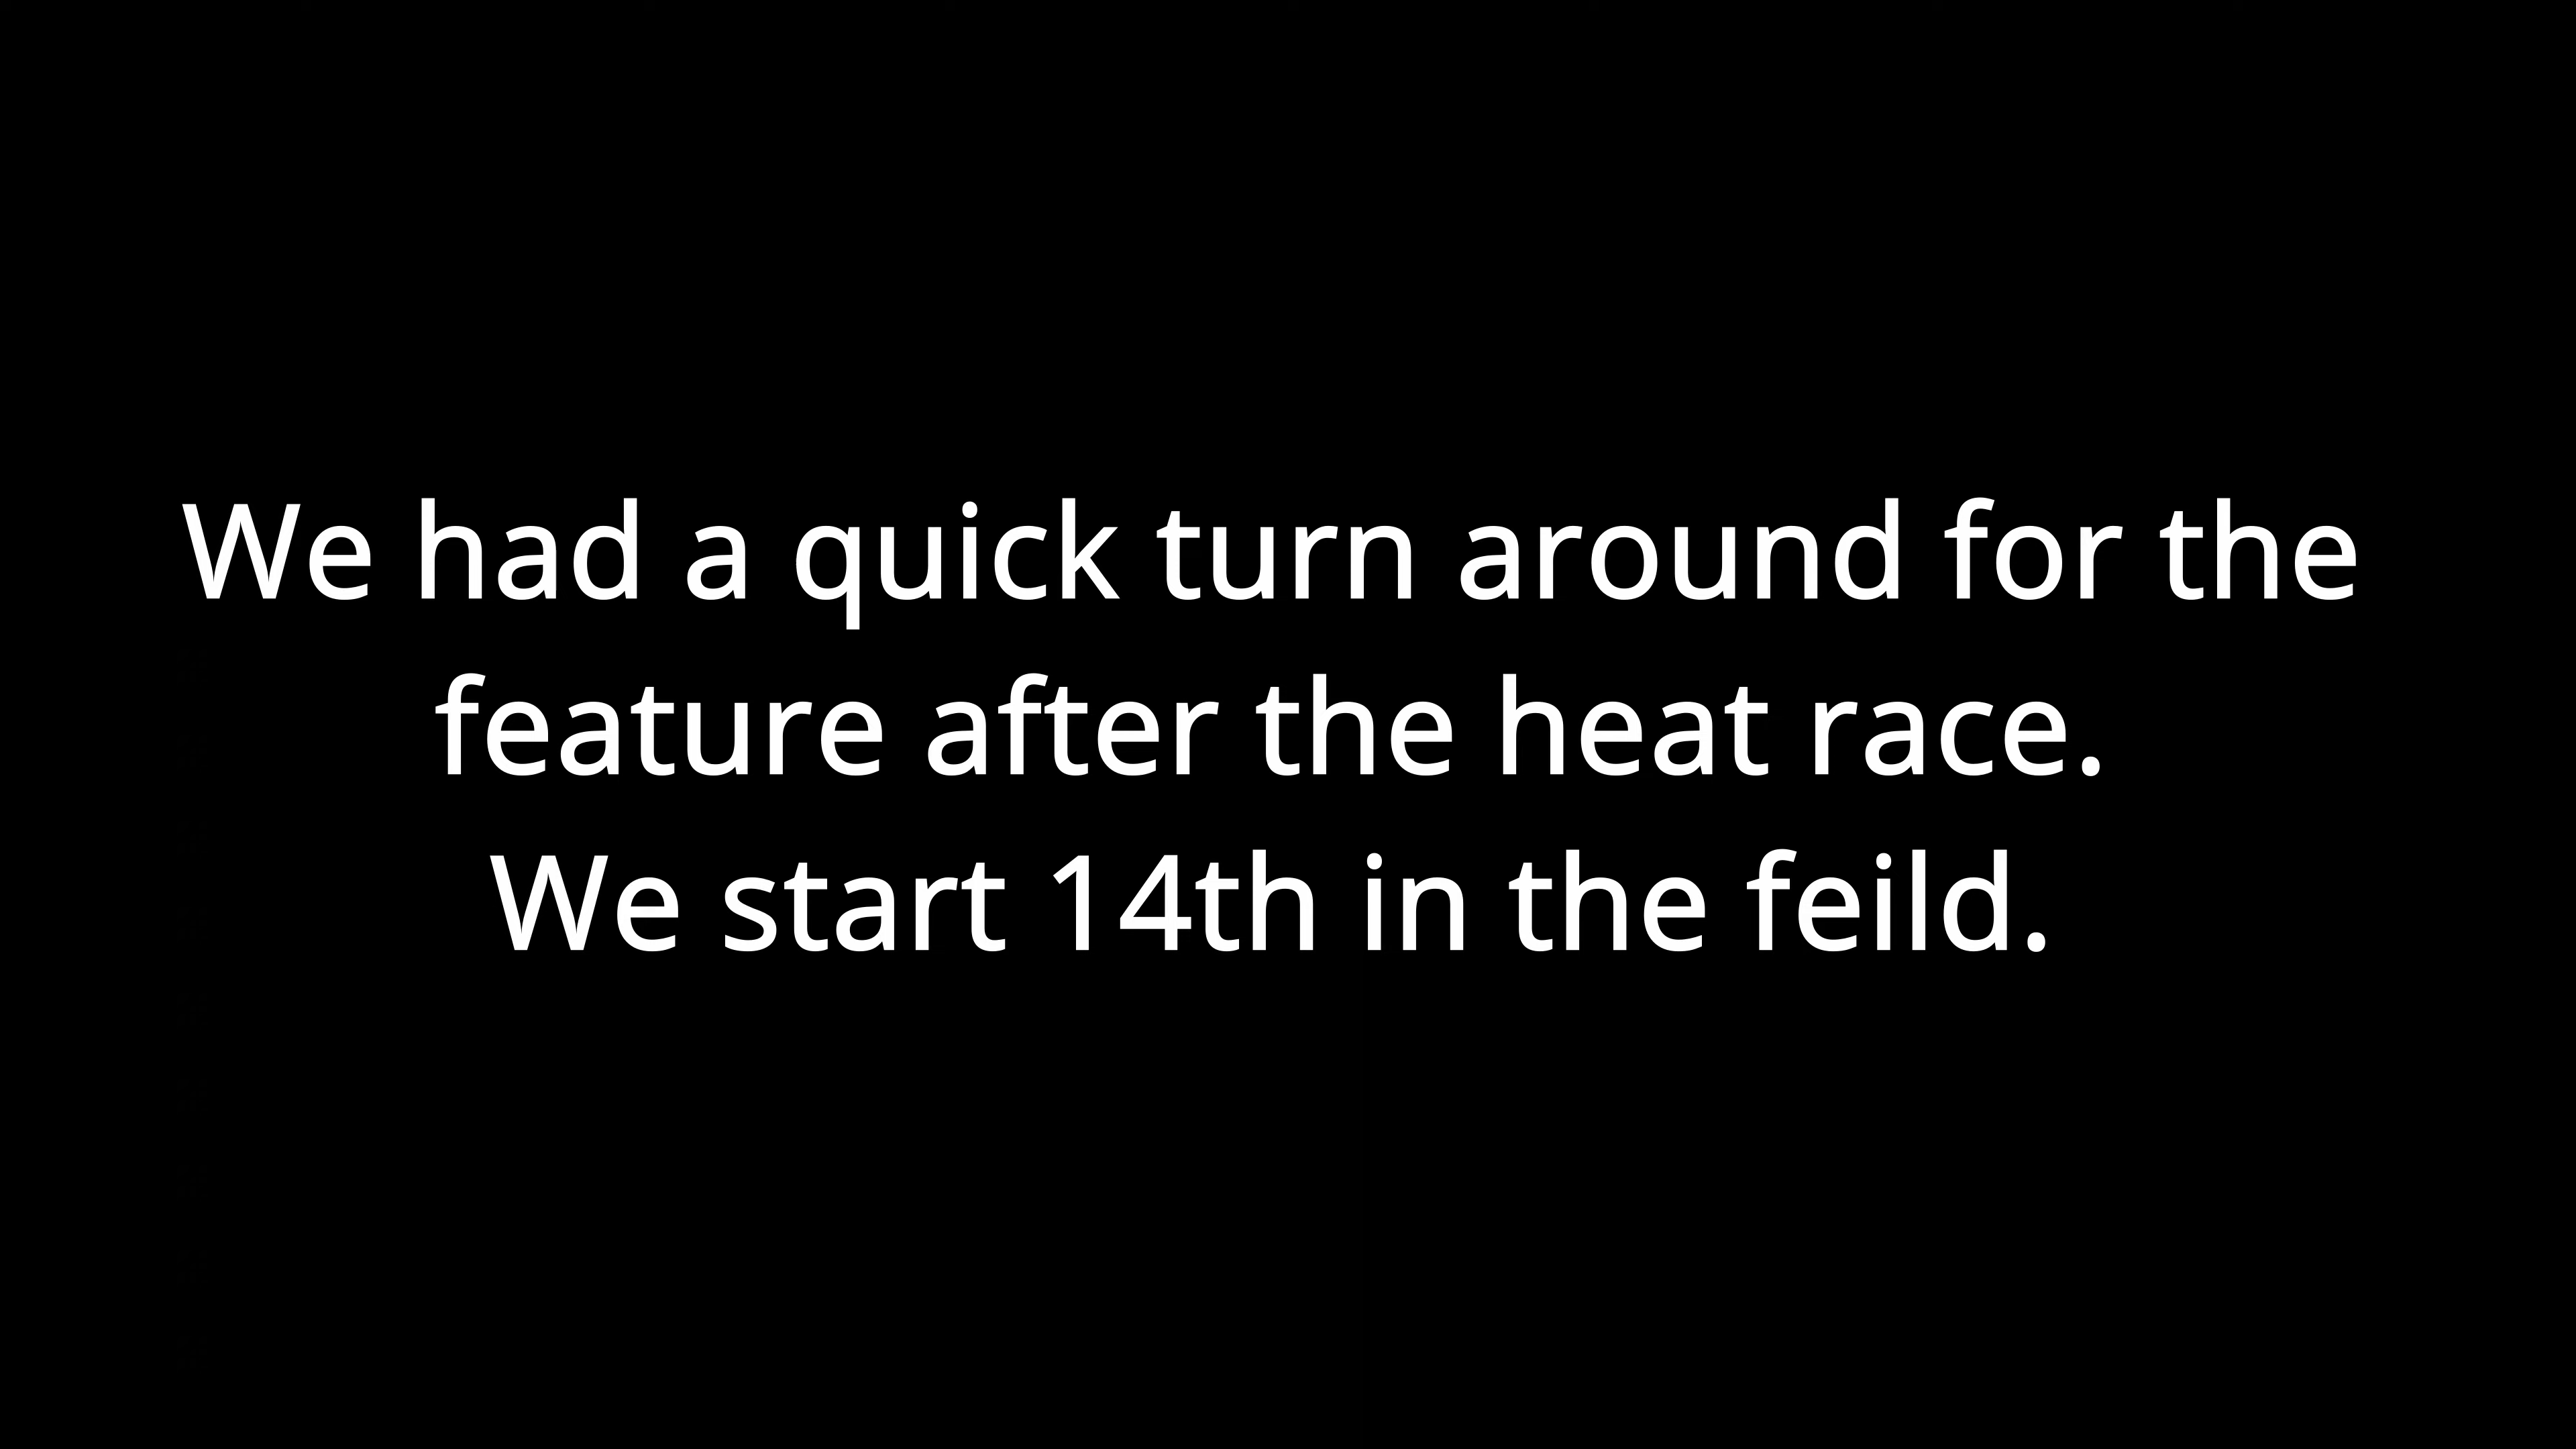 We had a quick turn around for the
feature after the heat race.
We start 14th in the feild.